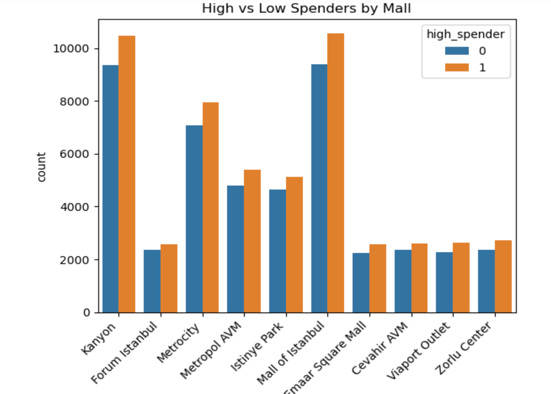 High vs Low Spenders by Mall
high_spender
0
1
count
10000
8000
6000
4000
2000
0
Kanyon
Forum Istanbul
Metrocity
Metropol AVM
Istinye Park
Mall of Istanbul
Emaar Square Mall
Cevahir AVM
Viaport Outlet
Zorlu Center